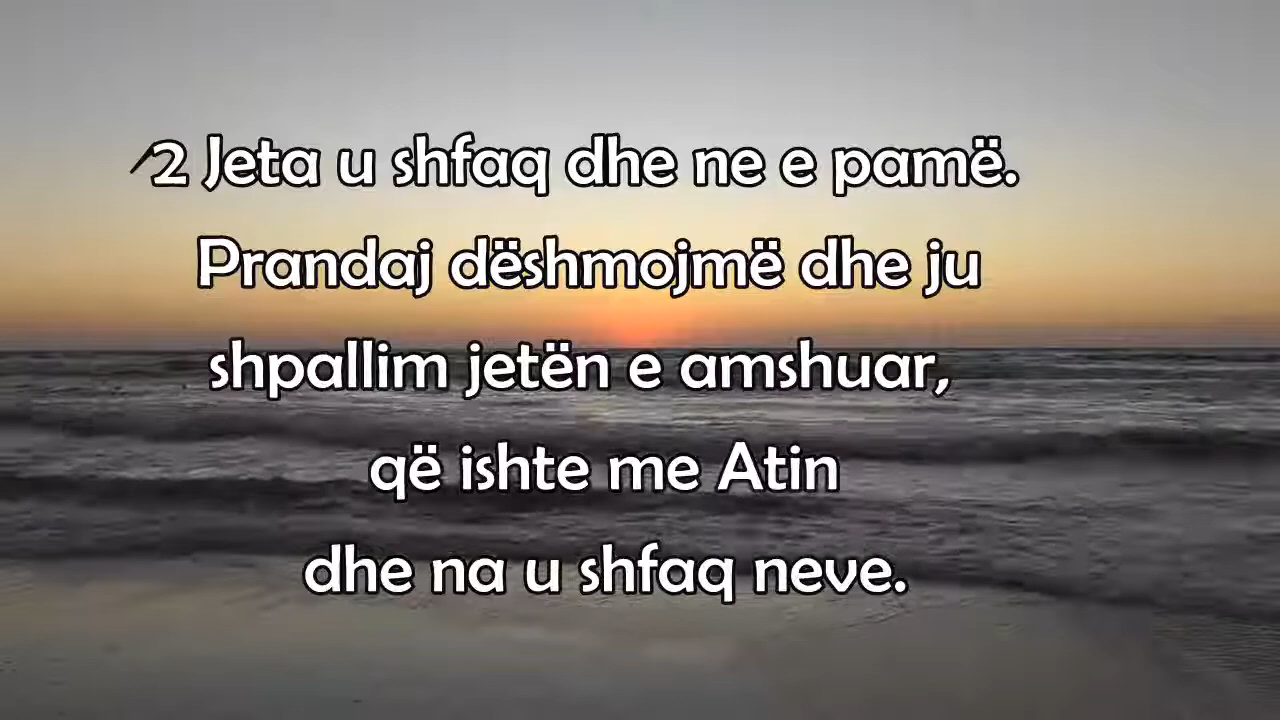 2 Jeta u shfaq dhe ne e pamë.
Prandaj dëshmojmë dhe ju
shpallim jetën e amshuar,
që ishte me Atin
dhe na u shfaq neve.